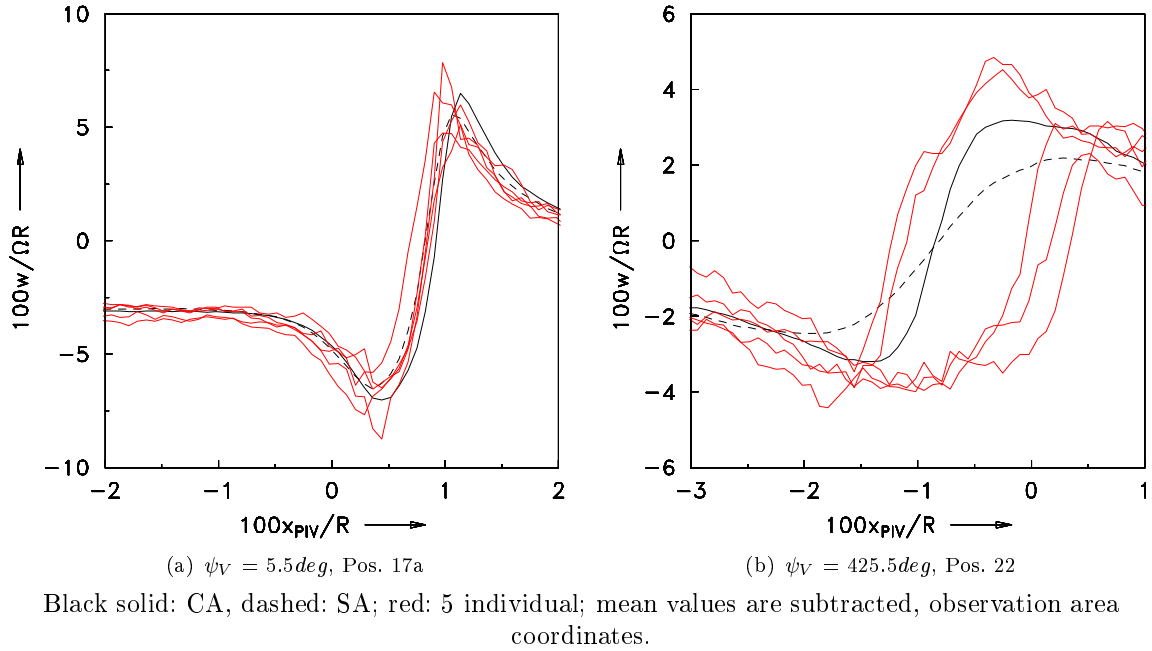 10
5
0
−5
−10
100w/ΩR
−2
−1
0
1
2
100x_PIV/R
(a) ψ_V = 5.5deg, Pos. 17a
6
4
2
0
−2
−4
−6
100w/ΩR
−3
−2
−1
0
1
100x_PIV/R
(b) ψ_V = 425.5deg, Pos. 22
Black solid: CA, dashed: SA; red: 5 individual; mean values are subtracted, observation area
coordinates.